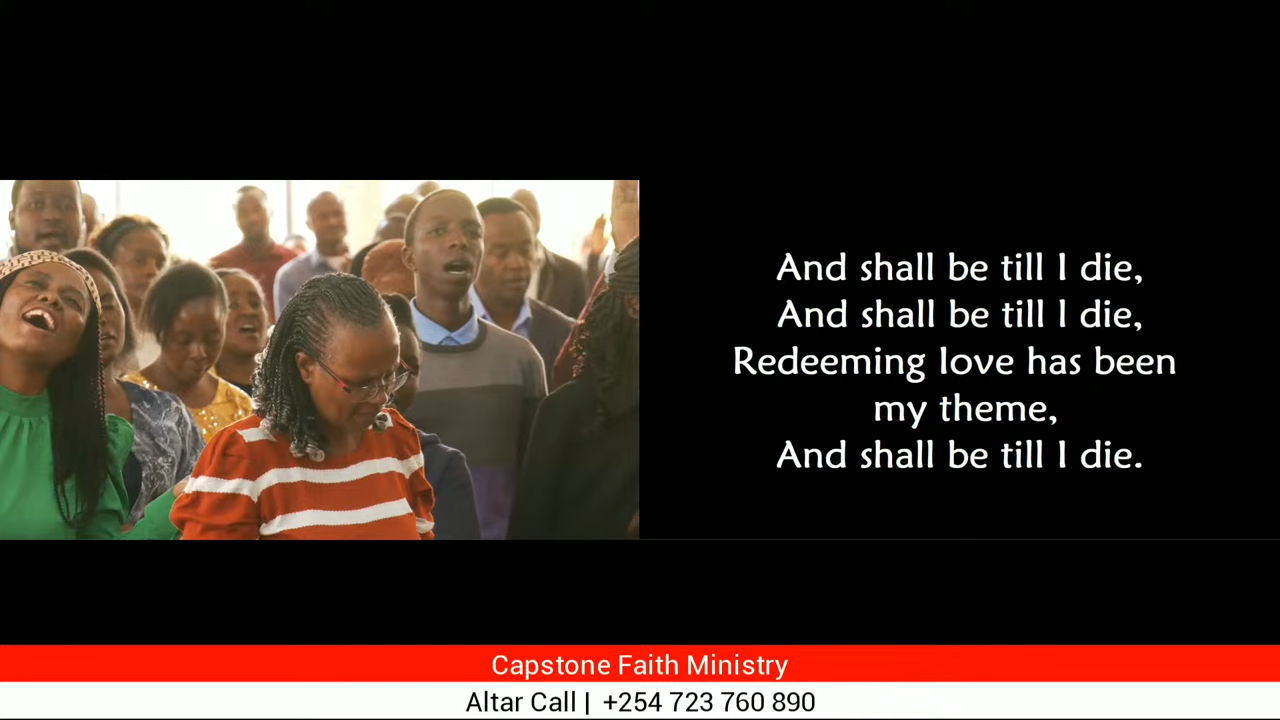 And shall be till I die,
And shall be till I die,
Redeeming love has been
my theme,
And shall be till I die.
Capstone Faith Ministry
Altar Call | +254 723 760 890